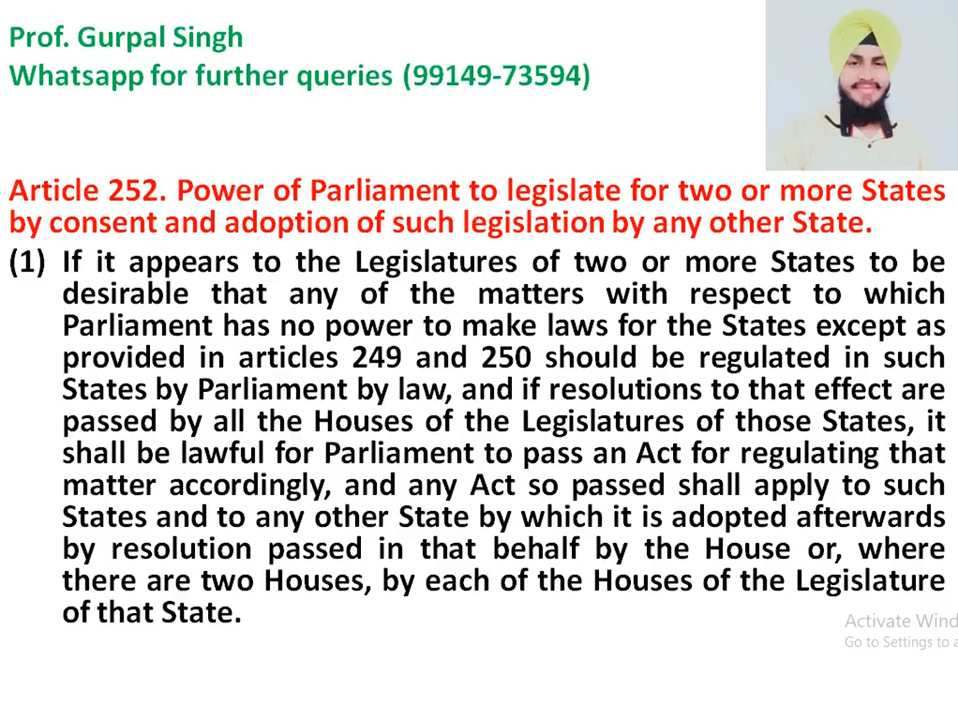 Prof. Gurpal Singh
Whatsapp for further queries (99149-73594)
Article 252. Power of Parliament to legislate for two or more States
by consent and adoption of such legislation by any other State.
(1) If it appears to the Legislatures of two or more States to be
desirable that any of the matters with respect to which
Parliament has no power to make laws for the States except as
provided in articles 249 and 250 should be regulated in such
States by Parliament by law, and if resolutions to that effect are
passed by all the Houses of the Legislatures of those States, it
shall be lawful for Parliament to pass an Act for regulating that
matter accordingly, and any Act so passed shall apply to such
States and to any other State by which it is adopted afterwards
by resolution passed in that behalf by the House or, where
there are two Houses, by each of the Houses of the Legislature
of that State.
Activate Wind
Go to Settings to a